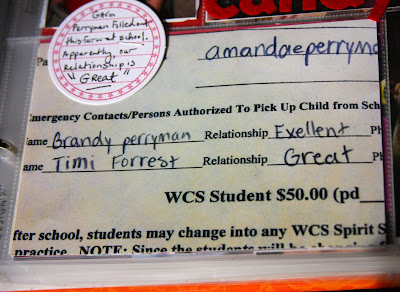 candy
Gavin
Perryman Filled out
this form at school.
Apparently our
Relationship is
"Great"
Pa
amandaeperryma
Emergency Contacts/Persons Authorized To Pick Up Child from Sch
ame Brandy perryman Relationship Exellent Ph
ame Timi Forrest Relationship Great Ph
WCS Student $50.00 (pd
fter school, students may change into any WCS Spirit S
practice. NOTE: Since the students will be changing f